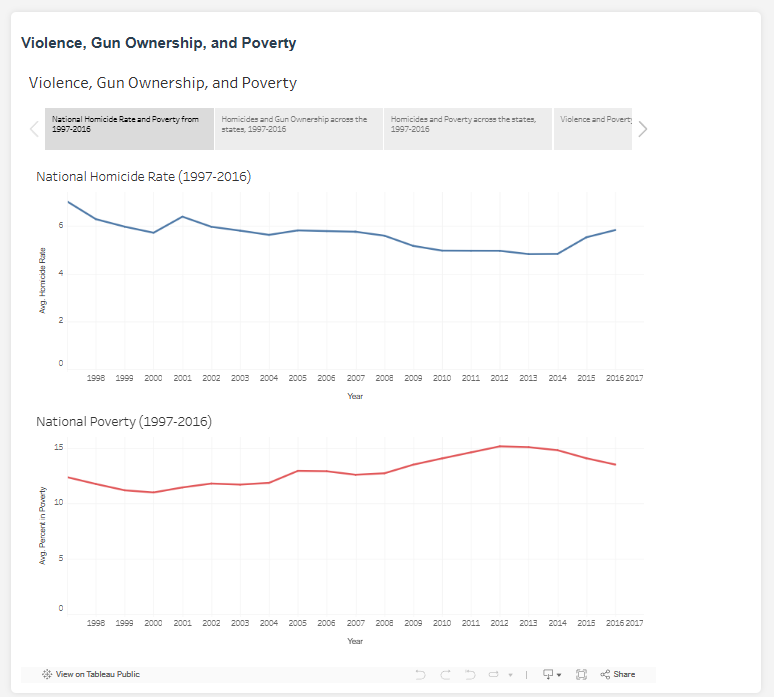 Violence, Gun Ownership, and Poverty
Violence, Gun Ownership, and Poverty
National Homicide Rate and Poverty from
1997-2016
Homicides and Gun Ownership across the
states, 1997-2016
Homicides and Poverty across the states,
1997-2016
Violence and Povert
National Homicide Rate (1997-2016)
6
4
2
0
Avg. Homicide Rate
1998 1999 2000 2001 2002 2003 2004 2005 2006 2007 2008 2009 2010 2011 2012 2013 2014 2015 2016 2017
Year
National Poverty (1997-2016)
15
10
5
0
Avg. Percent in Poverty
1998 1999 2000 2001 2002 2003 2004 2005 2006 2007 2008 2009 2010 2011 2012 2013 2014 2015 2016 2017
Year
View on Tableau Public
Share